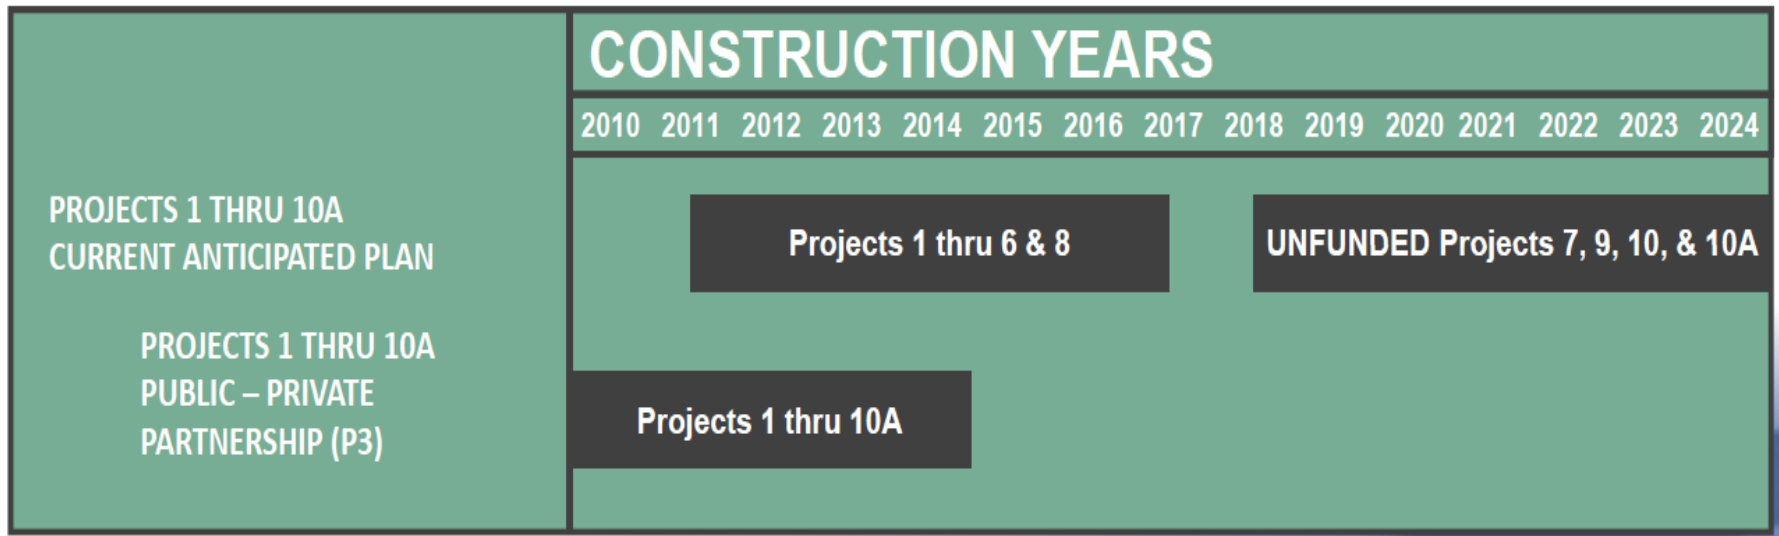 CONSTRUCTION YEARS
2010 2011 2012 2013 2014 2015 2016 2017 2018 2019 2020 2021 2022 2023 2024
PROJECTS 1 THRU 10A
CURRENT ANTICIPATED PLAN
Projects 1 thru 6 & 8
UNFUNDED Projects 7, 9, 10, & 10A
PROJECTS 1 THRU 10A
PUBLIC – PRIVATE
PARTNERSHIP (P3)
Projects 1 thru 10A